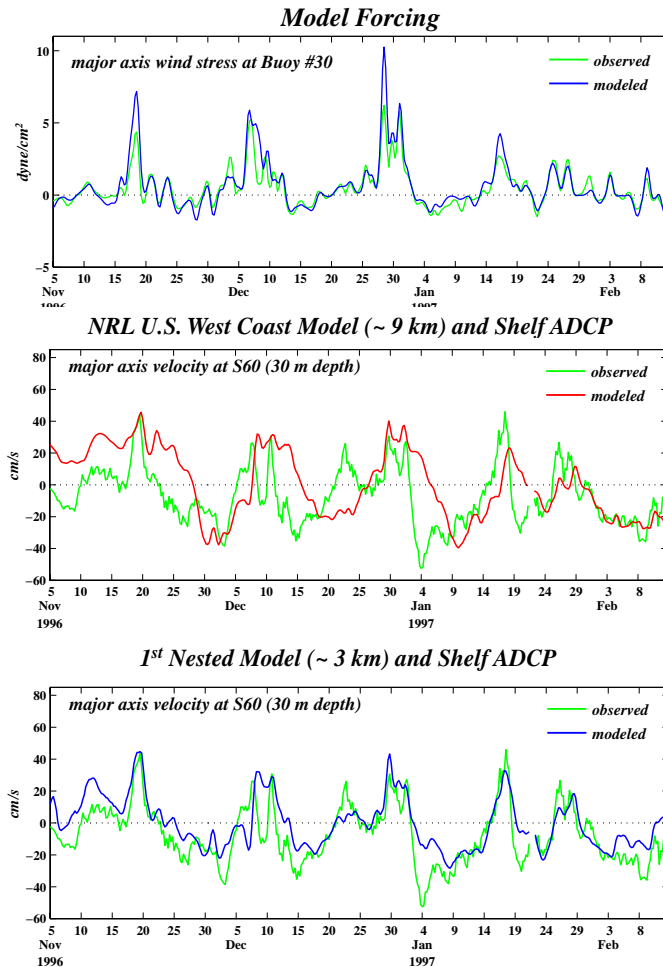 Model Forcing
major axis wind stress at Buoy #30
observed
modeled
dyne/cm²
10
5
0
−5
5 10 15 20 25 30 5 10 15 20 25 30 4 9 14 19 24 29 3 8
Nov Dec Jan Feb
1996 1997
NRL U.S. West Coast Model (~ 9 km) and Shelf ADCP
major axis velocity at S60 (30 m depth)
observed
modeled
cm/s
80
60
40
20
0
−20
−40
−60
5 10 15 20 25 30 5 10 15 20 25 30 4 9 14 19 24 29 3 8
Nov Dec Jan Feb
1996 1997
1st Nested Model (~ 3 km) and Shelf ADCP
major axis velocity at S60 (30 m depth)
observed
modeled
cm/s
80
60
40
20
0
−20
−40
−60
5 10 15 20 25 30 5 10 15 20 25 30 4 9 14 19 24 29 3 8
Nov Dec Jan Feb
1996 1997